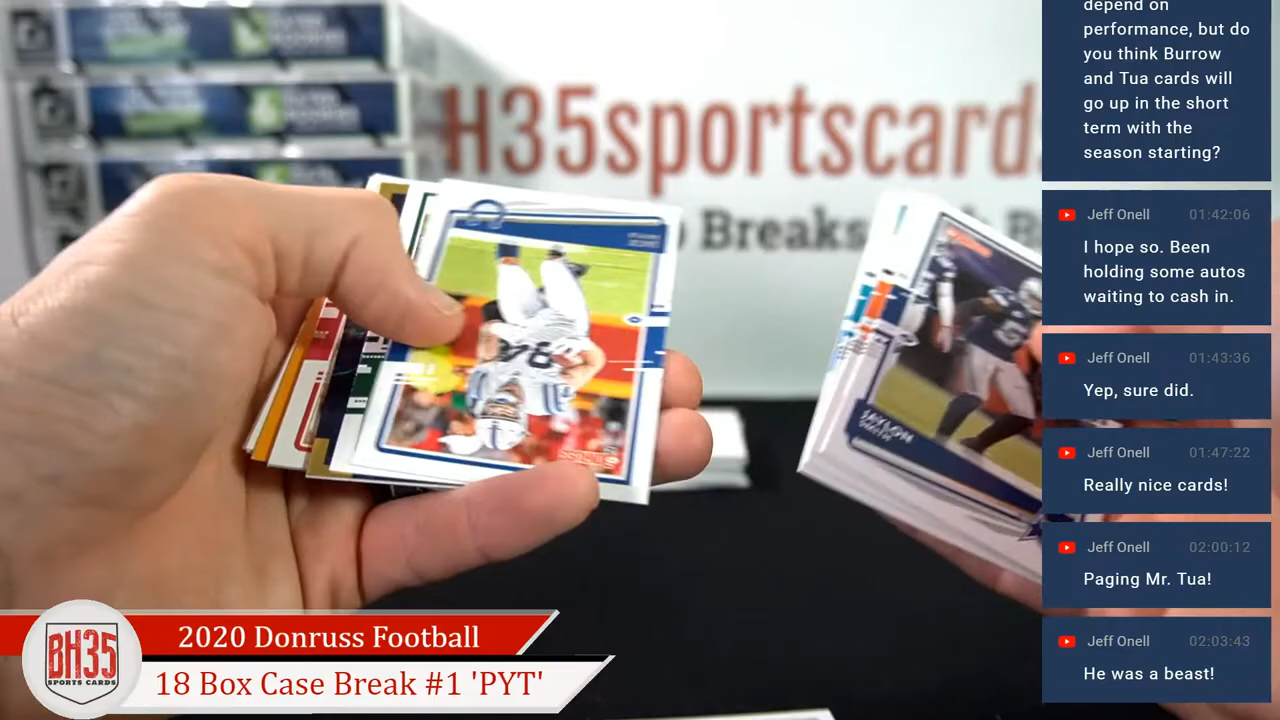 H35sportscards
Breaks
JAYLON
SMITH
84
depend on
performance, but do
you think Burrow
and Tua cards will
go up in the short
term with the
season starting?
Jeff Onell 01:42:06
I hope so. Been
holding some autos
waiting to cash in.
Jeff Onell 01:43:36
Yep, sure did.
Jeff Onell 01:47:22
Really nice cards!
Jeff Onell 02:00:12
Paging Mr. Tua!
Jeff Onell 02:03:43
He was a beast!
BH35
SPORTS CARDS
2020 Donruss Football
18 Box Case Break #1 'PYT'